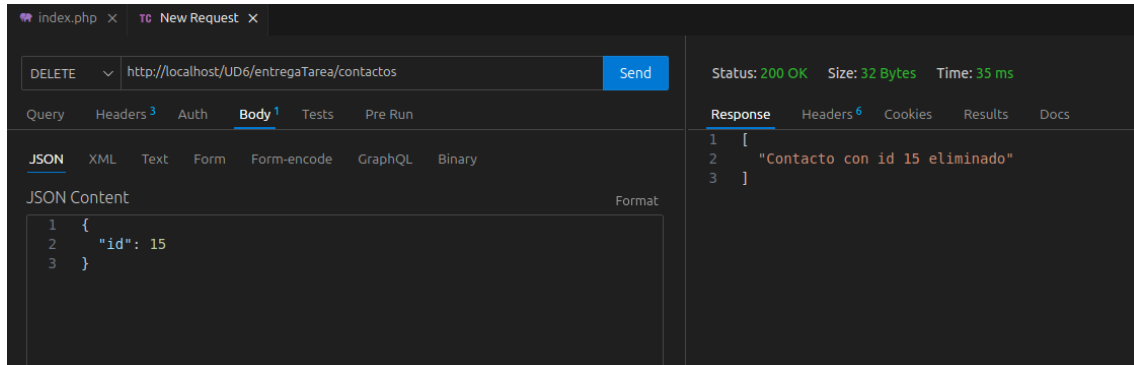 index.php × TC New Request ×
DELETE http://localhost/UD6/entregaTarea/contactos Send
Status: 200 OK Size: 32 Bytes Time: 35 ms
Query Headers 3 Auth Body 1 Tests Pre Run
Response Headers 6 Cookies Results Docs
JSON XML Text Form Form-encode GraphQL Binary
JSON Content Format
1 {
2 "id": 15
3 }
1 [
2 "Contacto con id 15 eliminado"
3 ]